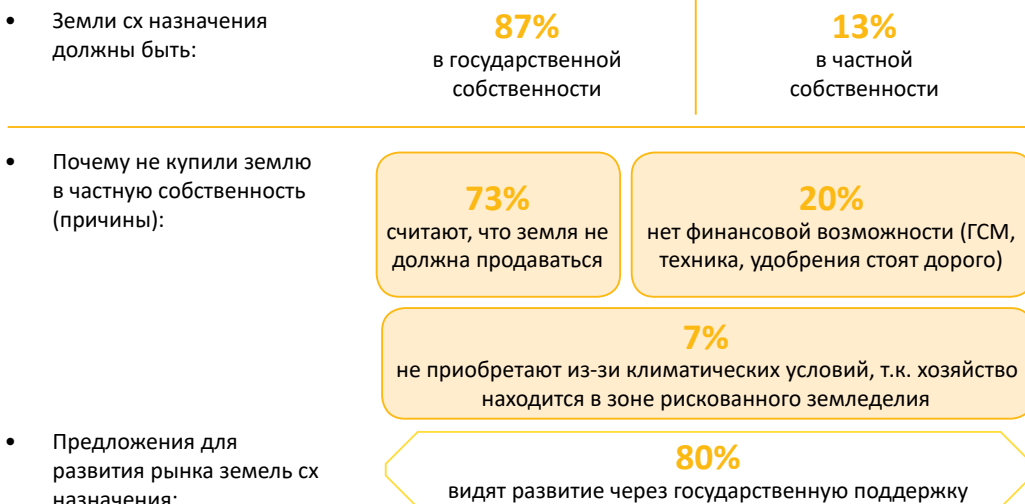 • Земли сх назначения
должны быть:
87%
в государственной
собственности
13%
в частной
собственности
• Почему не купили землю
в частную собственность
(причины):
73%
считают, что земля не
должна продаваться
20%
нет финансовой возможности (ГСМ,
техника, удобрения стоят дорого)
7%
не приобретают из-зи климатических условий, т.к. хозяйство
находится в зоне рискованного земледелия
• Предложения для
развития рынка земель сх
назначения:
80%
видят развитие через государственную поддержку